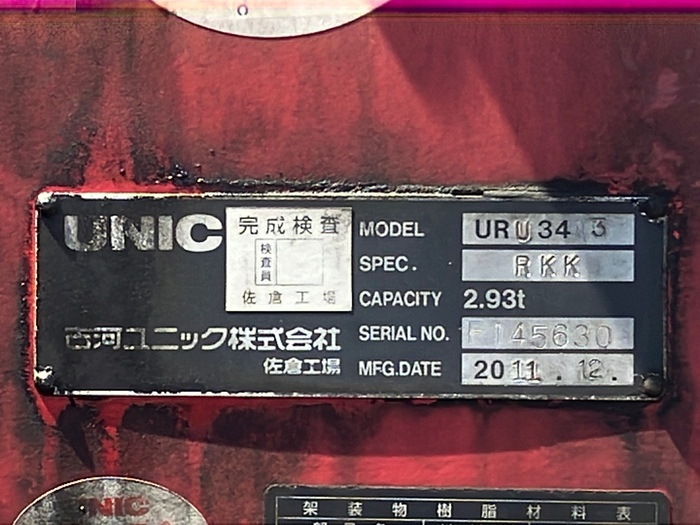 UNIC
完成検査
検査員
佐倉工場
古河ユニック株式会社
佐倉工場
MODEL URU34 3
SPEC. RKK
CAPACITY 2.93t
SERIAL NO. F145630
MFG.DATE 2011.12.
UNIC
架装物樹脂材料表